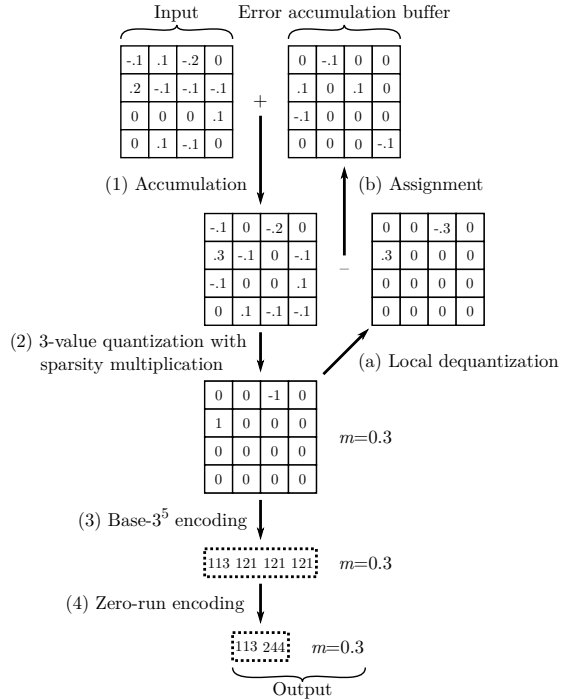 Input
Error accumulation buffer
-.1 .1 -.2 0
.2 -.1 -.1 -.1
0 0 0 .1
0 .1 -.1 0
+
0 -.1 0 0
.1 0 .1 0
-.1 0 0 0
0 0 0 -.1
(1) Accumulation
(b) Assignment
-.1 0 -.2 0
.3 -.1 0 -.1
-.1 0 0 .1
0 .1 -.1 -.1
–
0 0 -.3 0
.3 0 0 0
0 0 0 0
0 0 0 0
(2) 3-value quantization with
sparsity multiplication
(a) Local dequantization
0 0 -1 0
1 0 0 0
0 0 0 0
0 0 0 0
m=0.3
(3) Base-3⁵ encoding
113 121 121 121
m=0.3
(4) Zero-run encoding
113 244
m=0.3
Output